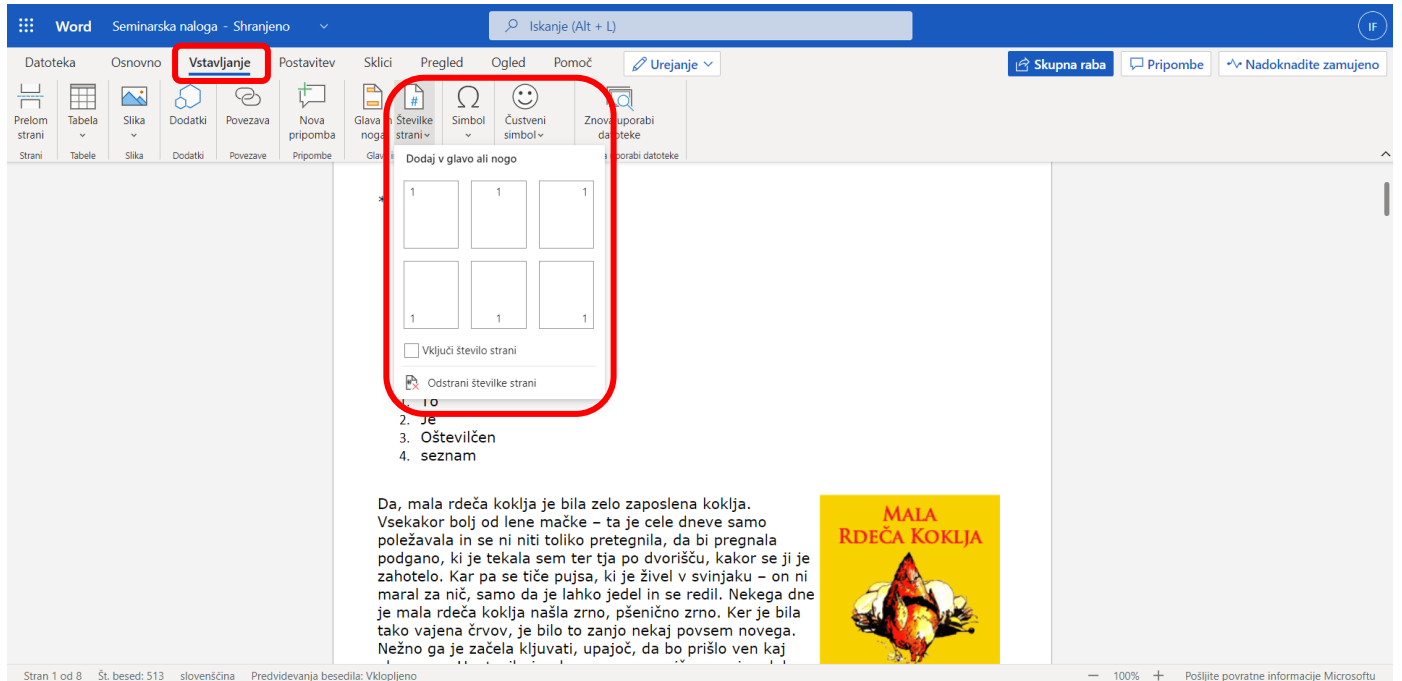 Word Seminarska naloga - Shranjeno
Iskanje (Alt + L)
IF
Datoteka Osnovno Vstavljanje Postavitev Sklici Pregled Ogled Pomoč Urejanje Skupna raba Pripombe Nadoknadite zamujeno
Prelom strani
Tabela
Slika
Dodatki
Povezava
Nova pripomba
Glava in noga
Številke strani
Simbol
Čustveni simbol
Znova uporabi datoteke
Strani Tabele Slika Dodatki Povezave Pripombe
uporabi datoteke
Dodaj v glavo ali nogo
1 1 1
1 1 1
Vključi število strani
Odstrani številke strani
*
1. To
2. Je
3. Oštevilčen
4. seznam
Da, mala rdeča koklja je bila zelo zaposlena koklja.
Vsekakor bolj od lene mačke – ta je cele dneve samo
poležavala in se ni niti toliko pretegnila, da bi pregnala
podgano, ki je tekala sem ter tja po dvorišču, kakor se ji je
zahotelo. Kar pa se tiče pujsa, ki je živel v svinjaku – on ni
maral za nič, samo da je lahko jedel in se redil. Nekega dne
je mala rdeča koklja našla zrno, pšenično zrno. Ker je bila
tako vajena črvov, je bilo to zanjo nekaj povsem novega.
Nežno ga je začela kljuvati, upajoč, da bo prišlo ven kaj
MALA
RDEČA KOKLJA
Stran 1 od 8 Št. besed: 513 slovenščina Predvidevanja besedila: Vklopljeno 100% Pošljite povratne informacije Microsoftu